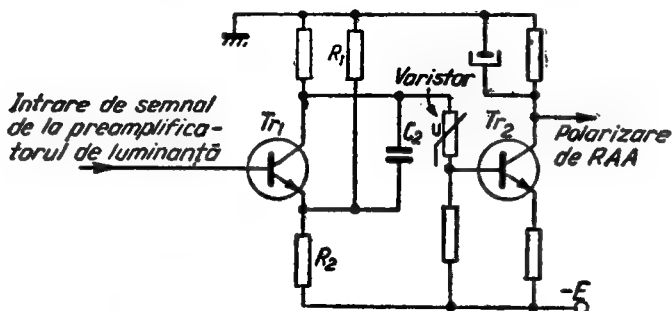 R1
Varistor
Intrare de semnal
de la preamplifica-
torul de luminanță
Tr1
C2
U
Tr2
Polarizare
de RAA
R2
-E